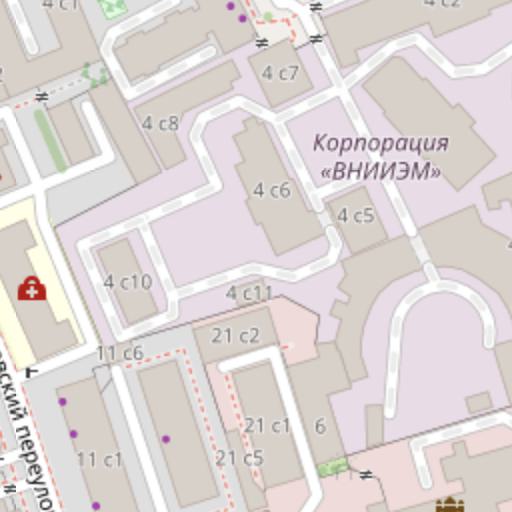 4 с1
4 с2
4 с7
4 с8
Корпорация
«ВНИИЭМ»
4 с6
4 с5
4 с10
4 с11
21 с2
11 с6
21 с1
6
11 с1
21 с5